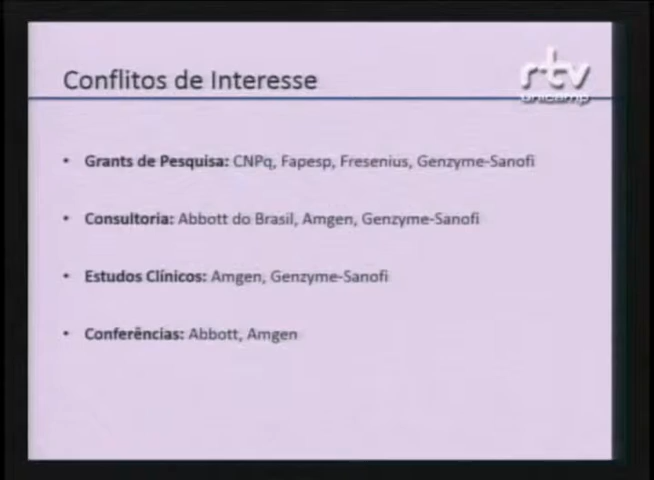 Conflitos de Interesse
rtv
unicamp
• Grants de Pesquisa: CNPq, Fapesp, Fresenius, Genzyme-Sanofi
• Consultoria: Abbott do Brasil, Amgen, Genzyme-Sanofi
• Estudos Clínicos: Amgen, Genzyme-Sanofi
• Conferências: Abbott, Amgen